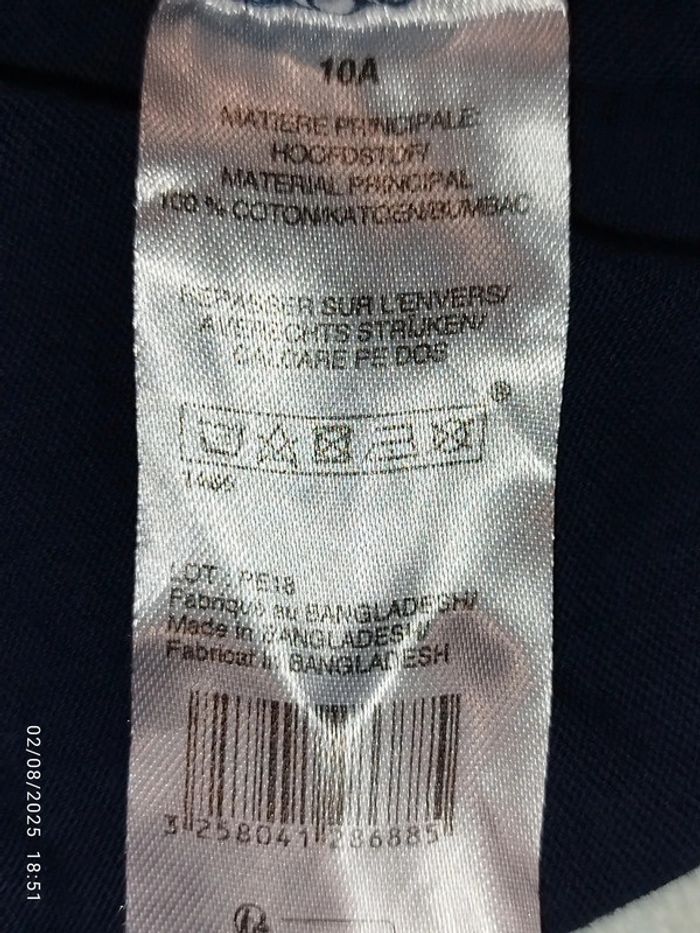 10A
MATIERE PRINCIPALE:
HOOFDSTOF/
MATERIAL PRINCIPAL
100 % COTON/KATOEN/BUMBAC
REPASSER SUR L'ENVERS/
AVERECHTS STRIJKEN/
CALCARE PE DOS
®
LOT : PE18
Fabriqué au BANGLADESH/
Made in BANGLADESH/
Fabricat in BANGLADESH
3 258041 286885
02/08/2025 18:51